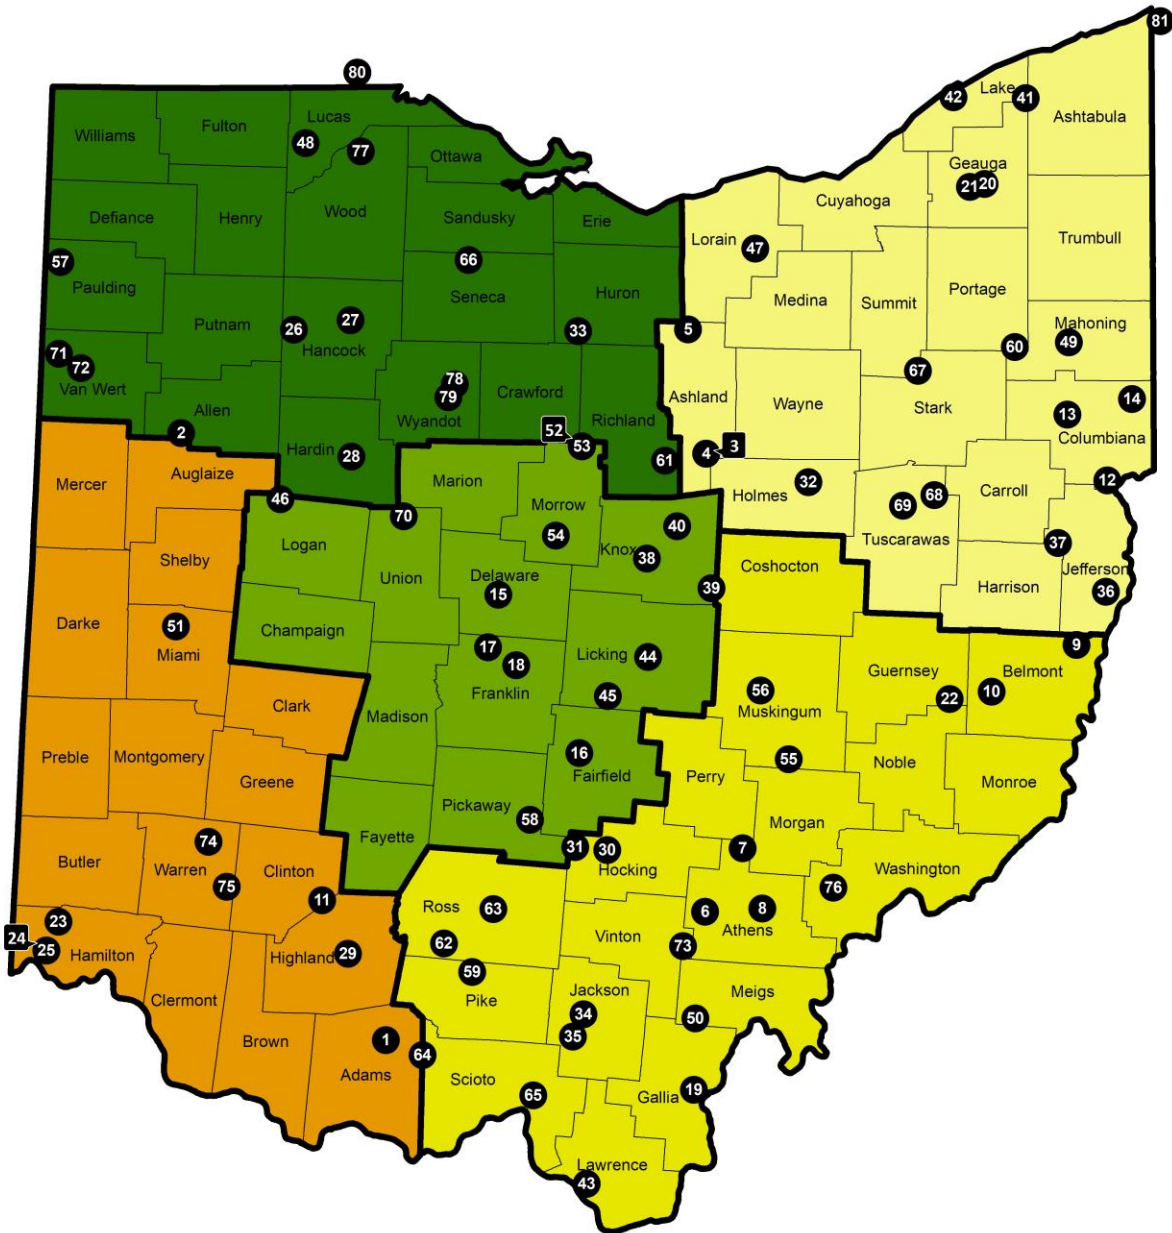 81
80
42
Lake
41
Ashtabula
Williams
Fulton
Lucas
48
77
Ottawa
Geauga
21
20
Cuyahoga
Defiance
Henry
Wood
Sandusky
Erie
Lorain
47
Trumbull
57
Paulding
66
Seneca
Huron
Medina
Summit
Portage
Putnam
26
27
Hancock
33
5
Mahoning
49
60
71
72
Van Wert
78
79
Wyandot
Crawford
Richland
Ashland
Wayne
67
Stark
14
13
Columbiana
Allen
2
Hardin
28
52
53
61
4
3
Mercer
Auglaize
46
Marion
Morrow
54
Holmes
32
Carroll
12
70
40
69
68
Tuscarawas
37
Logan
Knox
38
Shelby
Union
Delaware
15
39
Coshocton
Harrison
Jefferson
36
Darke
51
Miami
Champaign
17
18
Franklin
Licking
44
45
9
Guernsey
22
Belmont
10
56
Muskingum
Clark
Madison
Preble
Montgomery
Greene
16
Fairfield
55
Perry
Noble
Monroe
Pickaway
58
Fayette
Morgan
74
31
30
Hocking
7
Washington
Butler
Warren
75
Clinton
11
76
23
24
25
Hamilton
Ross
63
62
6
8
Athens
Vinton
73
Highland
29
59
Pike
Jackson
34
35
Meigs
50
Clermont
Brown
1
Adams
64
Scioto
65
Gallia
19
Lawrence
43